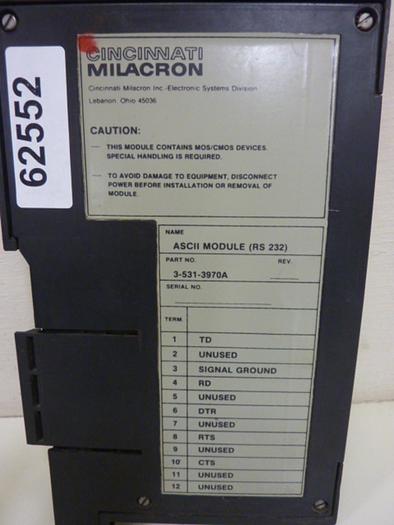 62552
CINCINNATI
MILACRON
Cincinnati Milacron Inc.-Electronic Systems Division
Lebanon, Ohio 45036
CAUTION:
— THIS MODULE CONTAINS MOS/CMOS DEVICES.
SPECIAL HANDLING IS REQUIRED.
— TO AVOID DAMAGE TO EQUIPMENT, DISCONNECT
POWER BEFORE INSTALLATION OR REMOVAL OF
MODULE.
NAME
ASCII MODULE (RS 232)
PART NO. REV.
3-531-3970A
SERIAL NO.
TERM.
1 TD
2 UNUSED
3 SIGNAL GROUND
4 RD
5 UNUSED
6 DTR
7 UNUSED
8 RTS
9 UNUSED
10 CTS
11 UNUSED
12 UNUSED